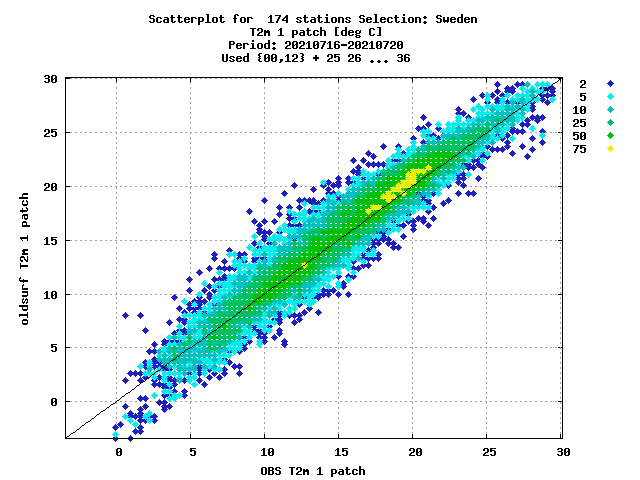 Scatterplot for  174 stations Selection: Sweden
T2m 1 patch [deg C]
Period: 20210716-20210720
Used {00,12} + 25 26 ... 36
30
25
20
15
10
5
0
oldsurf T2m 1 patch
2
5
10
25
50
75
0 5 10 15 20 25 30
OBS T2m 1 patch